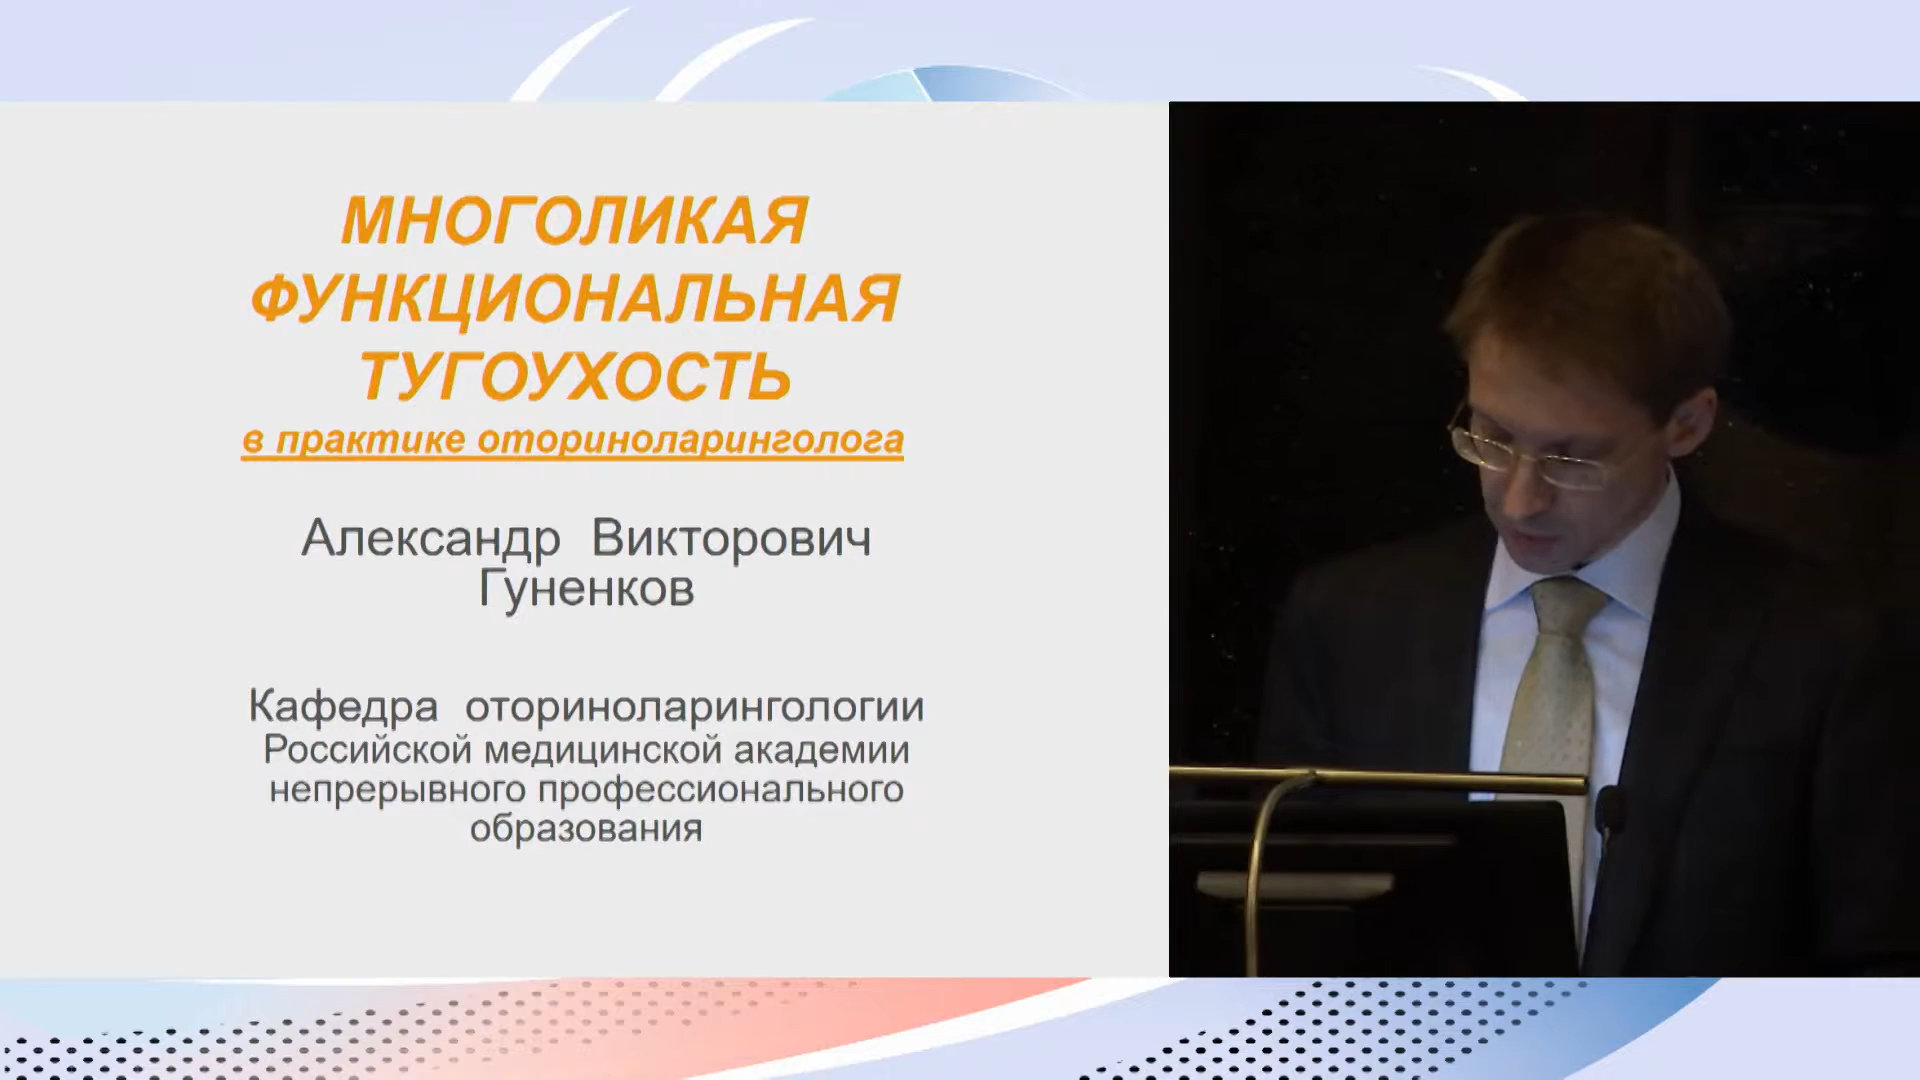 МНОГОЛИКАЯ
ФУНКЦИОНАЛЬНАЯ
ТУГОУХОСТЬ
в практике оториноларинголога
Александр Викторович
Гуненков
Кафедра оториноларингологии
Российской медицинской академии
непрерывного профессионального
образования